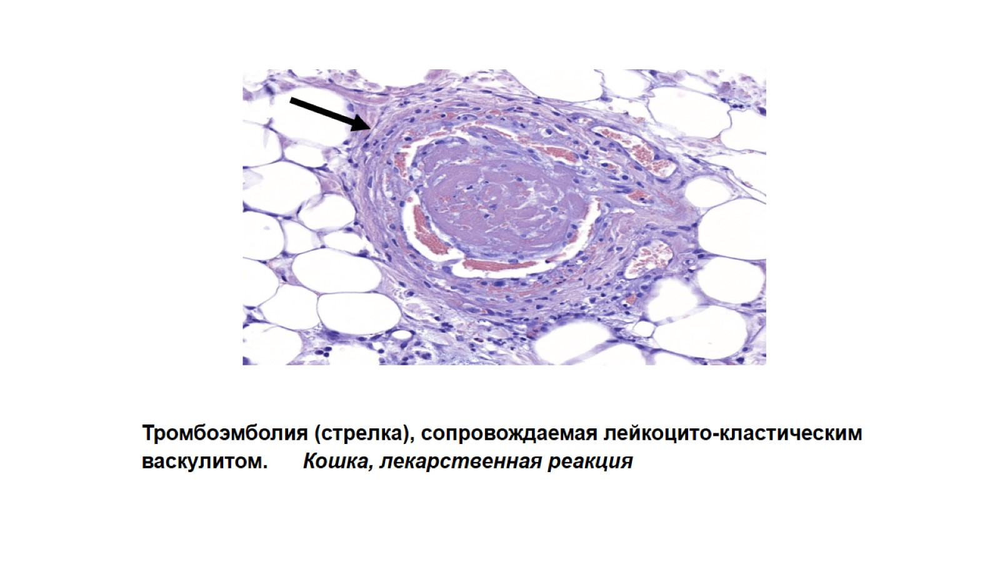 Тромбоэмболия (стрелка), сопровождаемая лейкоцито-кластическим
васкулитом. Кошка, лекарственная реакция